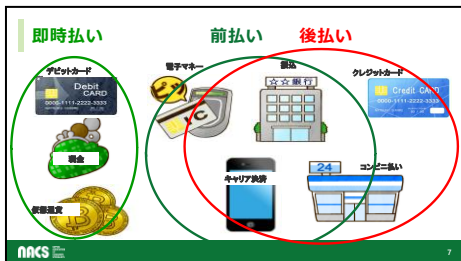 即時払い
前払い
後払い
デビットカード
Debit
CARD
0000-1111-2222-3333
現金
仮想通貨
電子マネー
ピッ
IC
振込
☆☆銀行
クレジットカード
Credit CARD
0000-1111-2222-3333
キャリア決済
24
コンビニ払い
NACS
7